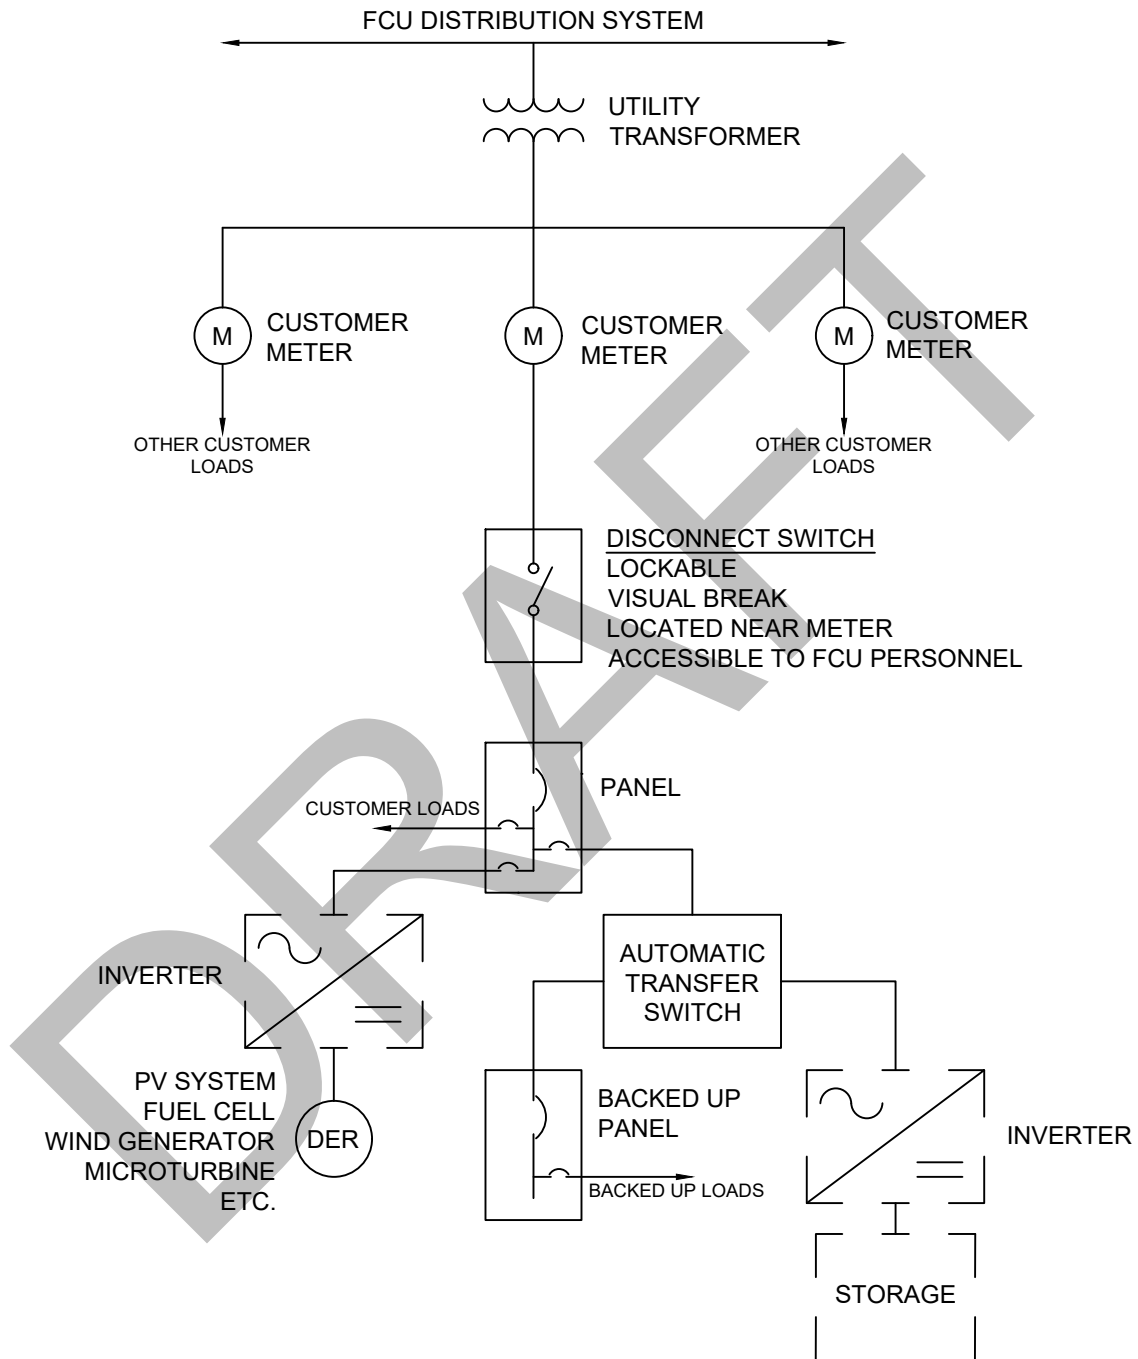 FCU DISTRIBUTION SYSTEM
UTILITY
TRANSFORMER
M
CUSTOMER
METER
M
CUSTOMER
METER
M
CUSTOMER
METER
OTHER CUSTOMER
LOADS
OTHER CUSTOMER
LOADS
DISCONNECT SWITCH
LOCKABLE
VISUAL BREAK
LOCATED NEAR METER
ACCESSIBLE TO FCU PERSONNEL
PANEL
CUSTOMER LOADS
INVERTER
AUTOMATIC
TRANSFER
SWITCH
PV SYSTEM
FUEL CELL
WIND GENERATOR
MICROTURBINE
ETC.
DER
BACKED UP
PANEL
BACKED UP LOADS
INVERTER
STORAGE
DRAFT